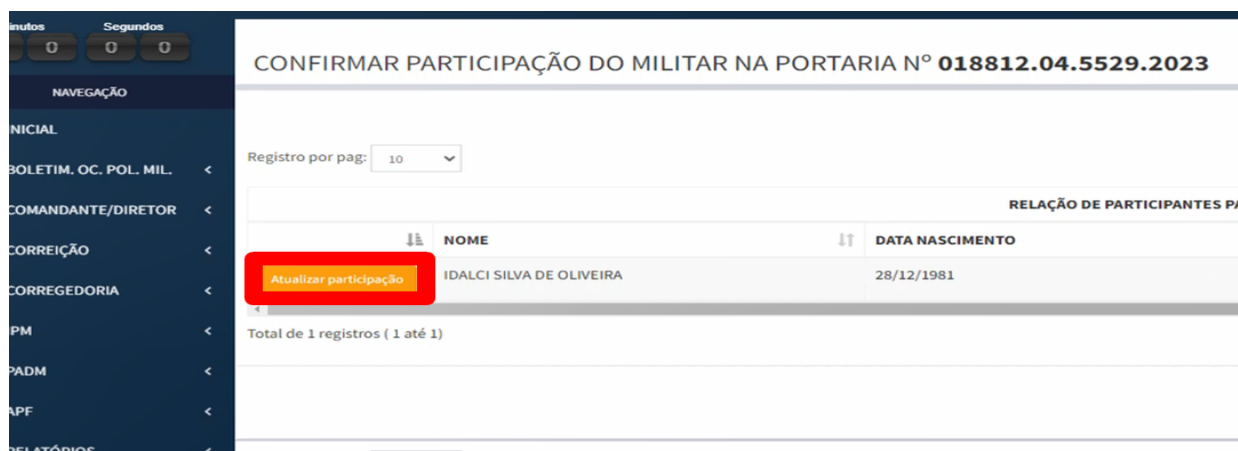 inutos Segundos
0 0 0
CONFIRMAR PARTICIPAÇÃO DO MILITAR NA PORTARIA Nº 018812.04.5529.2023
NAVEGAÇÃO
NICIAL
Registro por pag: 10
BOLETIM. OC. POL. MIL.
COMANDANTE/DIRETOR
RELAÇÃO DE PARTICIPANTES PA
CORREIÇÃO
NOME DATA NASCIMENTO
Atualizar participação IDALCI SILVA DE OLIVEIRA 28/12/1981
CORREGEDORIA
PM
Total de 1 registros ( 1 até 1)
PADM
APF
RELATÓRIOS